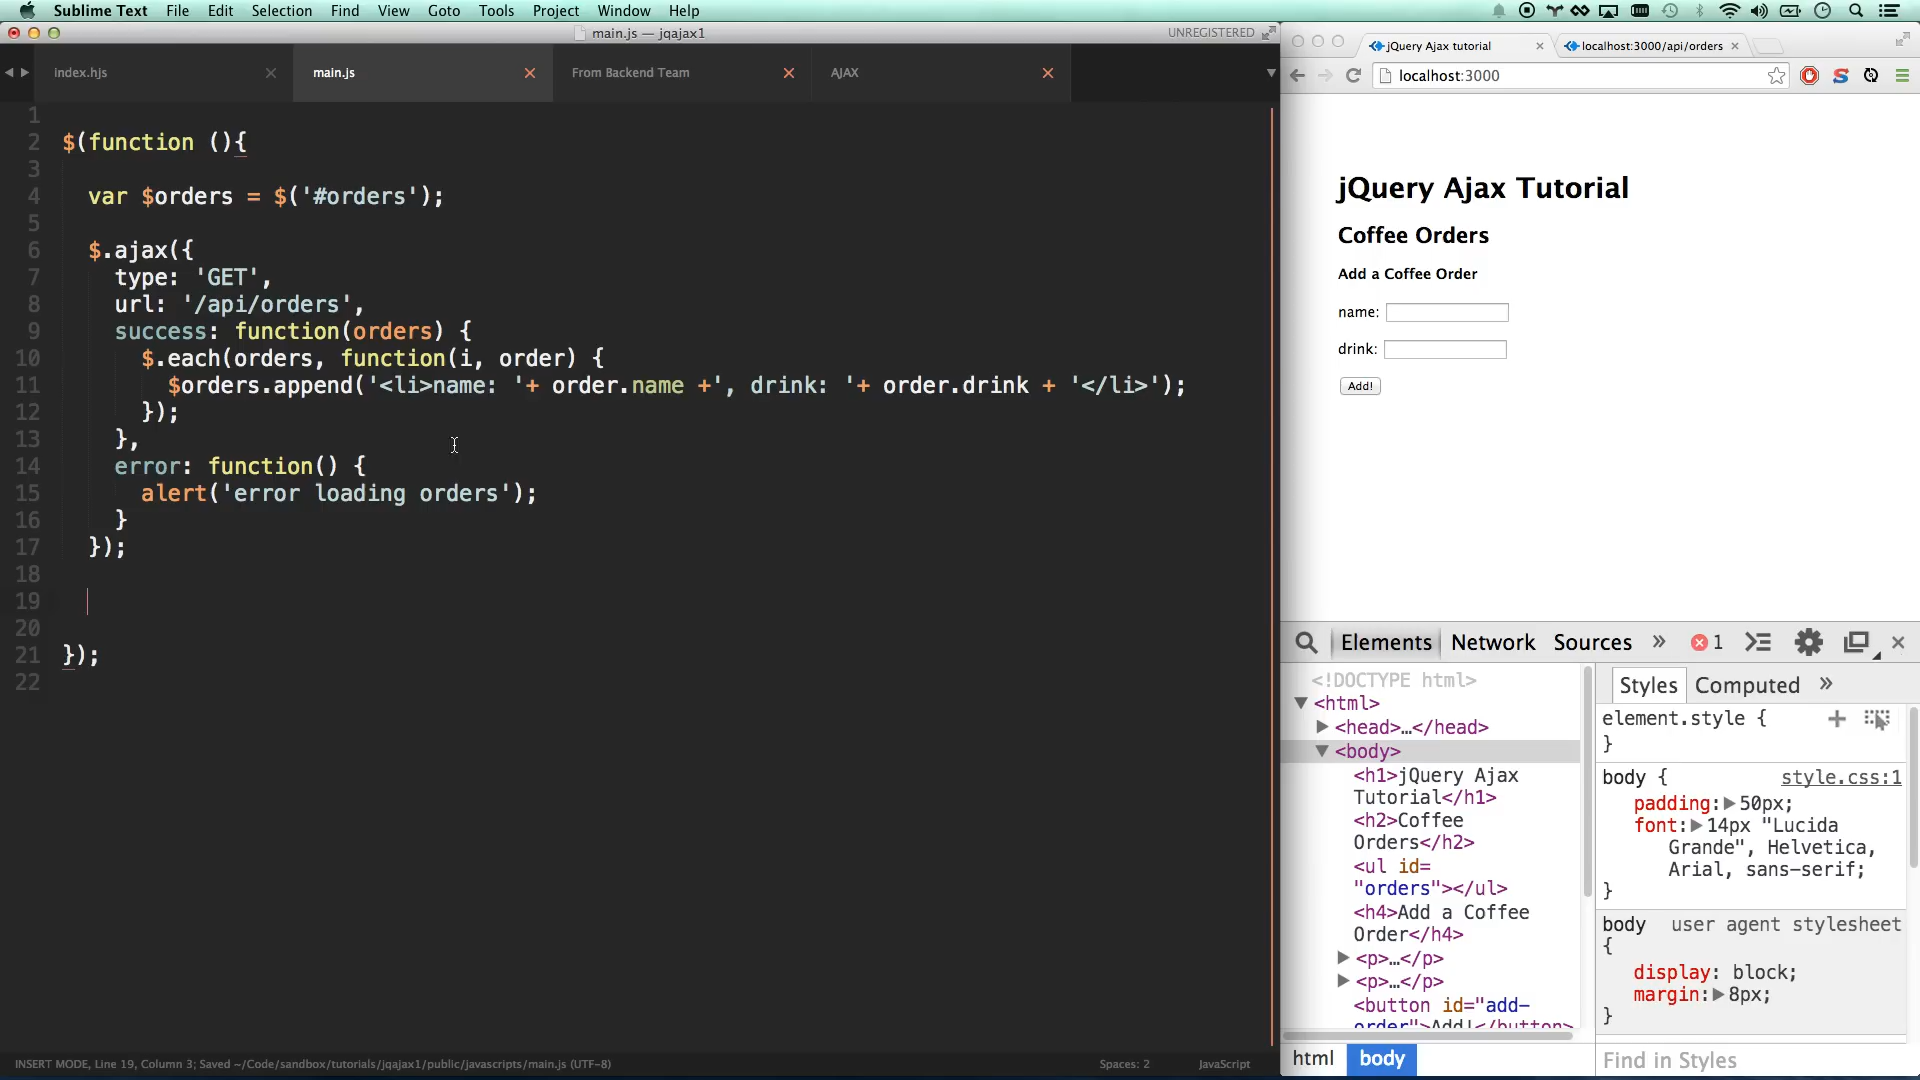 Sublime Text File Edit Selection Find View Goto Tools Project Window Help
main.js — jqajax1 UNREGISTERED
index.hjs main.js From Backend Team AJAX
1
2 $(function (){
3
4 var $orders = $('#orders');
5
6 $.ajax({
7 type: 'GET',
8 url: '/api/orders',
9 success: function(orders) {
10 $.each(orders, function(i, order) {
11 $orders.append('<li>name: '+ order.name +', drink: '+ order.drink + '</li>');
12 });
13 },
14 error: function() {
15 alert('error loading orders');
16 }
17 });
18
19
20
21 });
22
INSERT MODE, Line 19, Column 3; Saved ~/Code/sandbox/tutorials/jqajax1/public/javascripts/main.js (UTF-8) Spaces: 2 JavaScript
jQuery Ajax tutorial localhost:3000/api/orders
localhost:3000
jQuery Ajax Tutorial
Coffee Orders
Add a Coffee Order
name:
drink:
Add!
Elements Network Sources » 1
<!DOCTYPE html>
<html>
<head>…</head>
<body>
<h1>jQuery Ajax
Tutorial</h1>
<h2>Coffee
Orders</h2>
<ul id=
"orders"></ul>
<h4>Add a Coffee
Order</h4>
<p>…</p>
<p>…</p>
<button id="add-
order">Add!</button>
html body
Styles Computed »
element.style {
}
body { style.css:1
padding: 50px;
font: 14px "Lucida
Grande", Helvetica,
Arial, sans-serif;
}
body user agent stylesheet
{
display: block;
margin: 8px;
}
Find in Styles